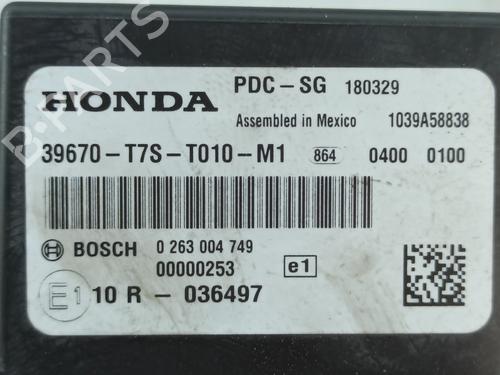 PDC-SG 180329
HONDA
Assembled in Mexico 1039A58838
39670-T7S-T010-M1 864 0400 0100
BOSCH 0 263 004 749
00000253 e1
E1 10 R - 036497
B-PARTS